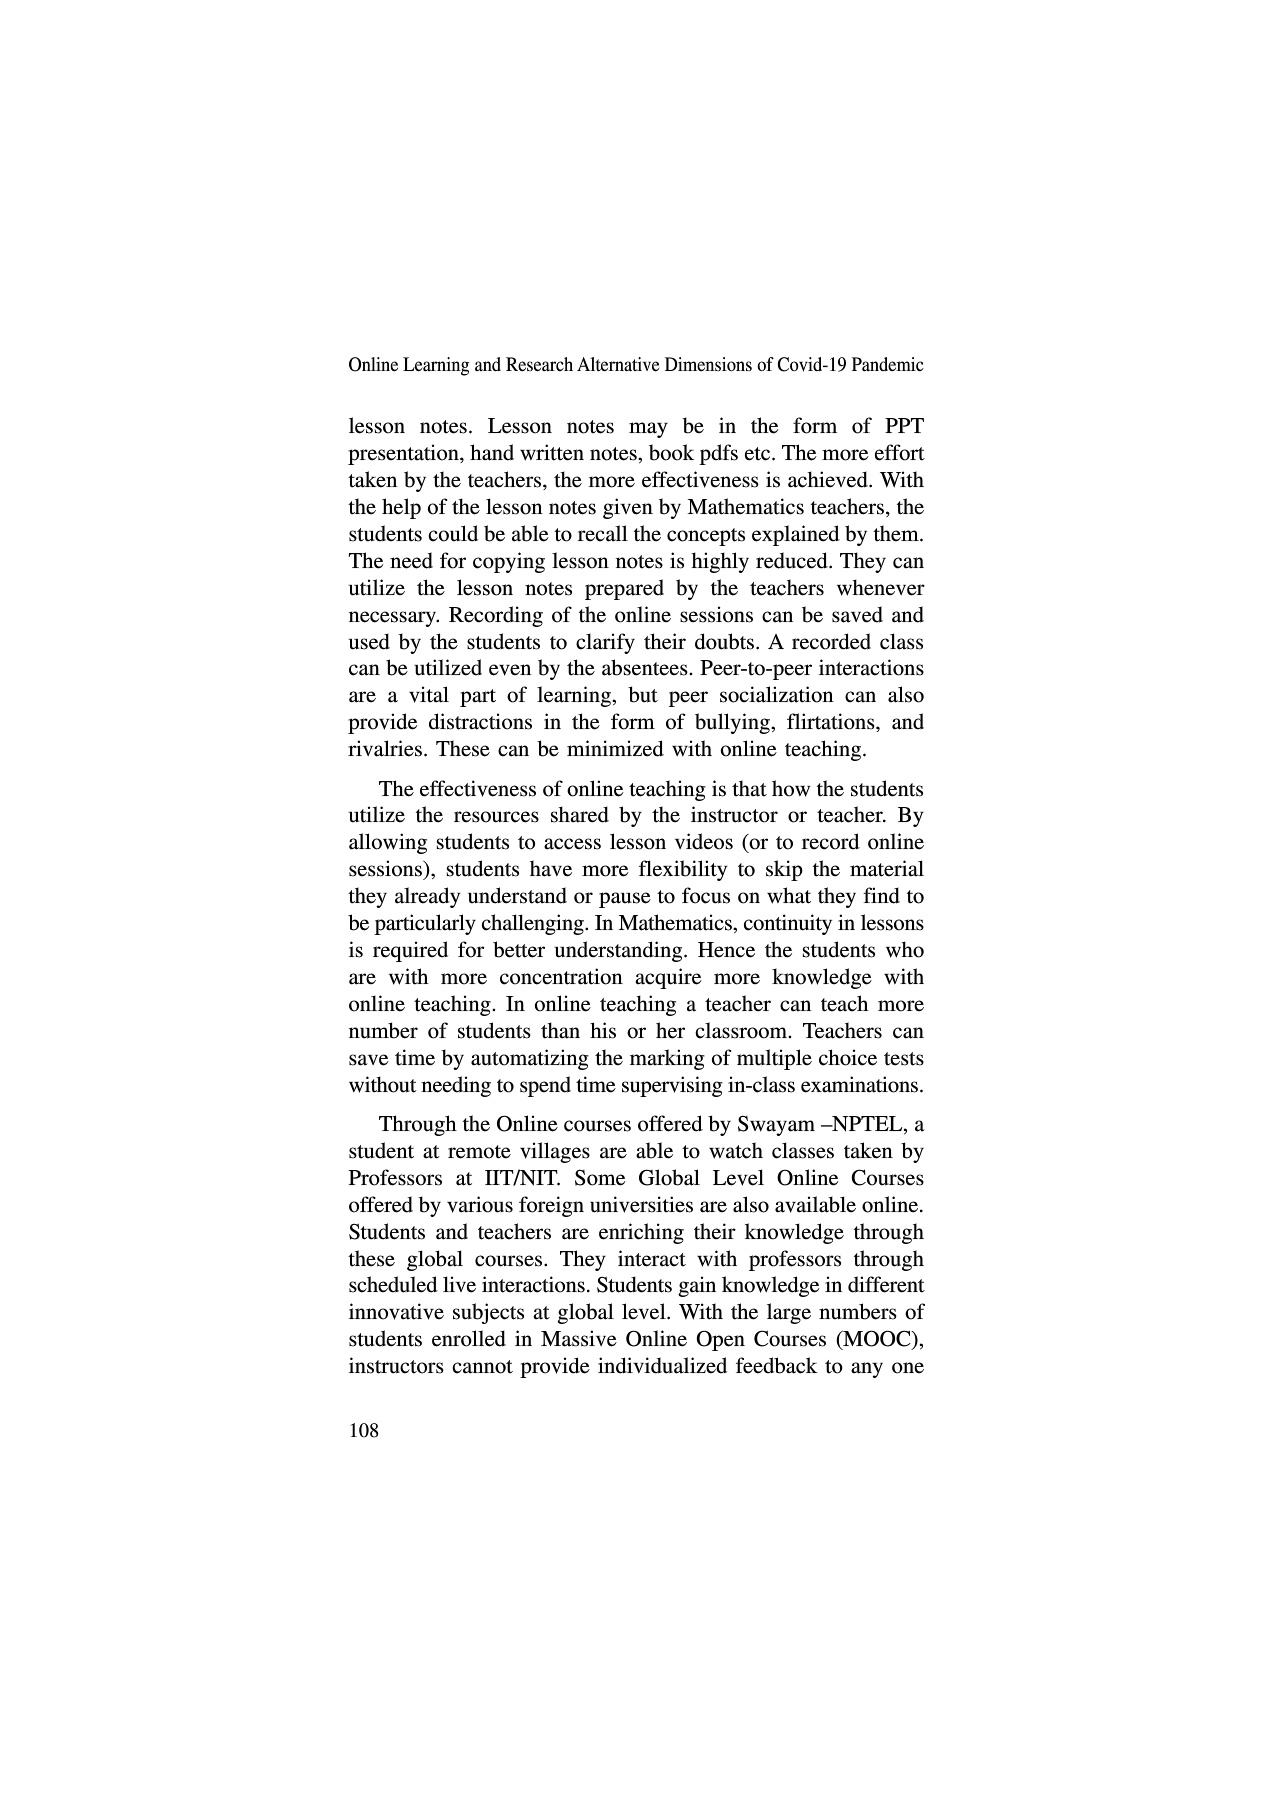 Online Learning and Research Alternative Dimensions of Covid-19 Pandemic
lesson notes. Lesson notes may be in the form of PPT
presentation, hand written notes, book pdfs etc. The more effort
taken by the teachers, the more effectiveness is achieved. With
the help of the lesson notes given by Mathematics teachers, the
students could be able to recall the concepts explained by them.
The need for copying lesson notes is highly reduced. They can
utilize the lesson notes prepared by the teachers whenever
necessary. Recording of the online sessions can be saved and
used by the students to clarify their doubts. A recorded class
can be utilized even by the absentees. Peer-to-peer interactions
are a vital part of learning, but peer socialization can also
provide distractions in the form of bullying, flirtations, and
rivalries. These can be minimized with online teaching.
The effectiveness of online teaching is that how the students
utilize the resources shared by the instructor or teacher. By
allowing students to access lesson videos (or to record online
sessions), students have more flexibility to skip the material
they already understand or pause to focus on what they find to
be particularly challenging. In Mathematics, continuity in lessons
is required for better understanding. Hence the students who
are with more concentration acquire more knowledge with
online teaching. In online teaching a teacher can teach more
number of students than his or her classroom. Teachers can
save time by automatizing the marking of multiple choice tests
without needing to spend time supervising in-class examinations.
Through the Online courses offered by Swayam –NPTEL, a
student at remote villages are able to watch classes taken by
Professors at IIT/NIT. Some Global Level Online Courses
offered by various foreign universities are also available online.
Students and teachers are enriching their knowledge through
these global courses. They interact with professors through
scheduled live interactions. Students gain knowledge in different
innovative subjects at global level. With the large numbers of
students enrolled in Massive Online Open Courses (MOOC),
instructors cannot provide individualized feedback to any one
108